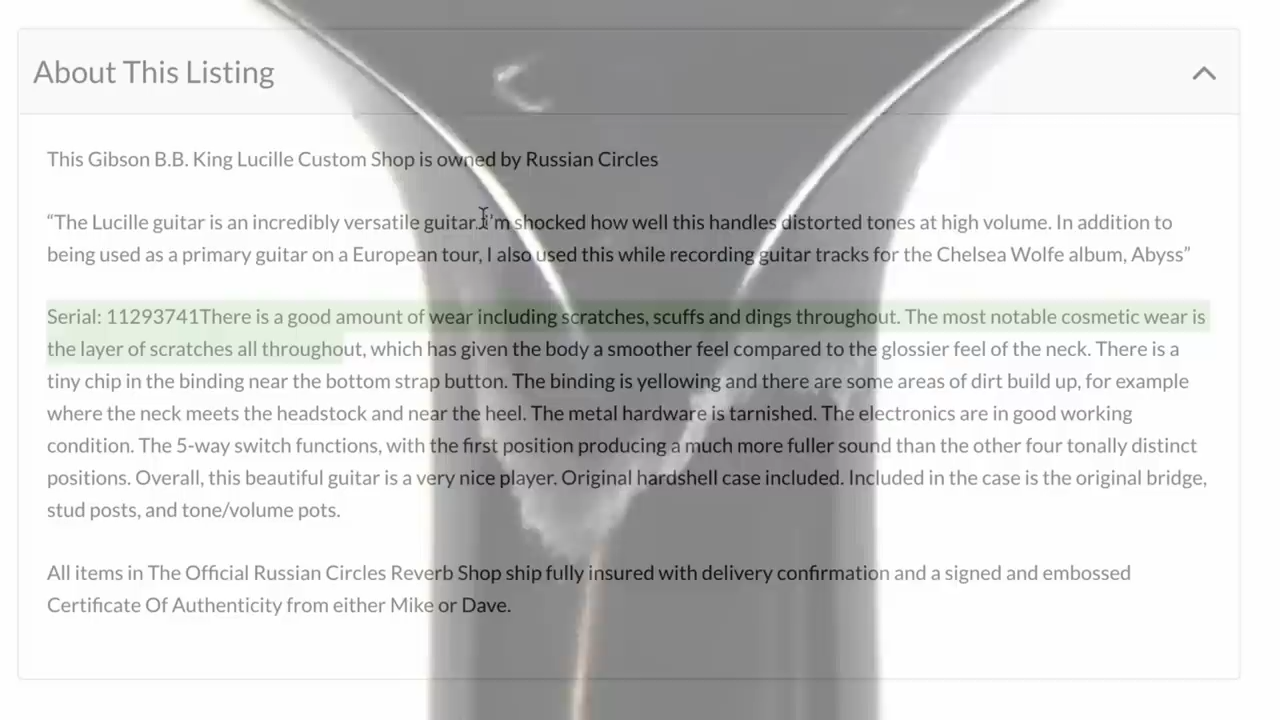 About This Listing
This Gibson B.B. King Lucille Custom Shop is owned by Russian Circles
“The Lucille guitar is an incredibly versatile guitar. I’m shocked how well this handles distorted tones at high volume. In addition to
being used as a primary guitar on a European tour, I also used this while recording guitar tracks for the Chelsea Wolfe album, Abyss”
Serial: 11293741There is a good amount of wear including scratches, scuffs and dings throughout. The most notable cosmetic wear is
the layer of scratches all throughout, which has given the body a smoother feel compared to the glossier feel of the neck. There is a
tiny chip in the binding near the bottom strap button. The binding is yellowing and there are some areas of dirt build up, for example
where the neck meets the headstock and near the heel. The metal hardware is tarnished. The electronics are in good working
condition. The 5-way switch functions, with the first position producing a much more fuller sound than the other four tonally distinct
positions. Overall, this beautiful guitar is a very nice player. Original hardshell case included. Included in the case is the original bridge,
stud posts, and tone/volume pots.
All items in The Official Russian Circles Reverb Shop ship fully insured with delivery confirmation and a signed and embossed
Certificate Of Authenticity from either Mike or Dave.